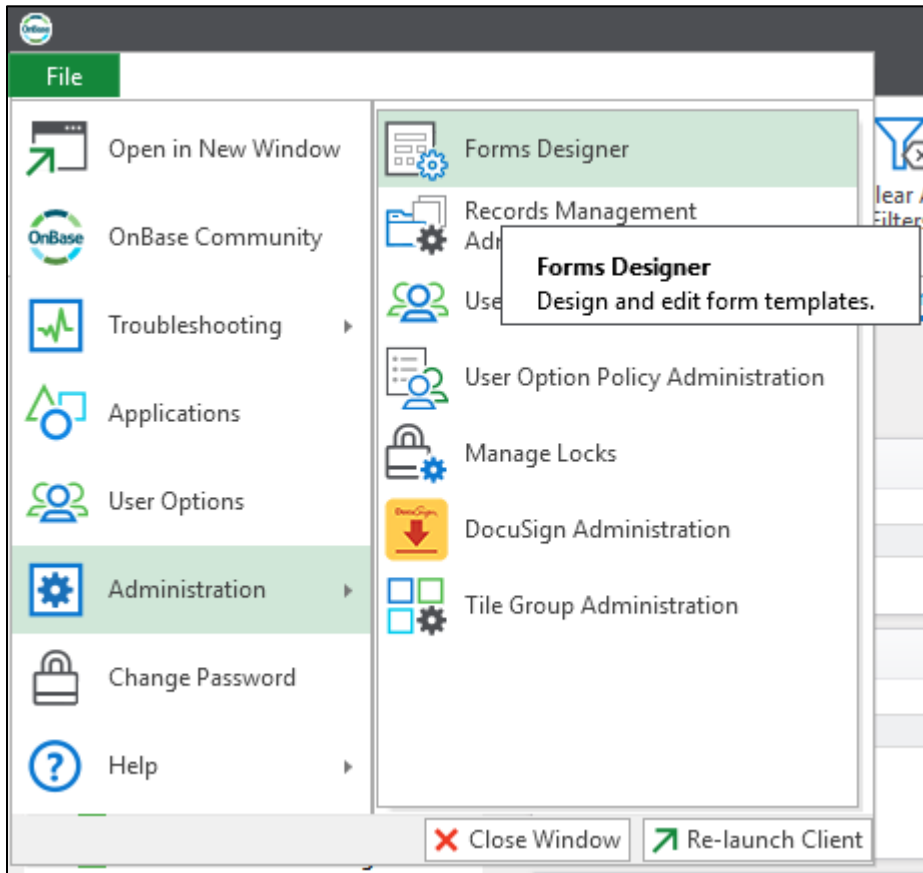 OnBase
File
Open in New Window
OnBase
OnBase Community
Troubleshooting
Applications
User Options
Administration
Change Password
Help
Forms Designer
Records Management
Forms Designer
Design and edit form templates.
User Option Policy Administration
Manage Locks
DocuSign
DocuSign Administration
Tile Group Administration
Close Window
Re-launch Client